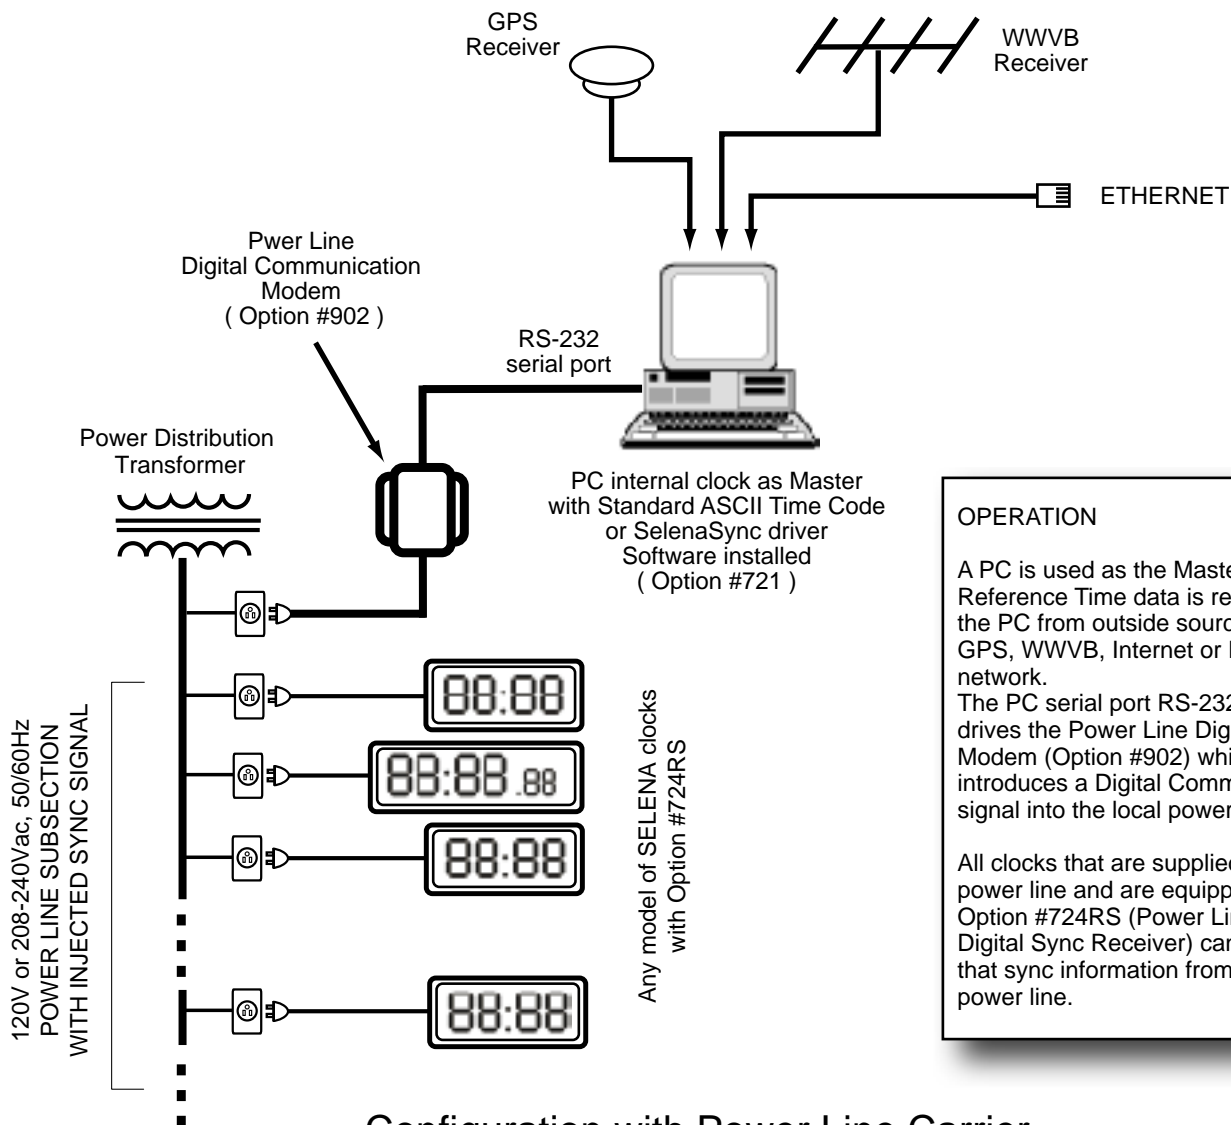 GPS
Receiver
WWVB
Receiver
ETHERNET
Pwer Line
Digital Communication
Modem
( Option #902 )
RS-232
serial port
Power Distribution
Transformer
PC internal clock as Master
with Standard ASCII Time Code
or SelenaSync driver
Software installed
( Option #721 )
88:88
88:88 .88
88:88
88:88
Any model of SELENA clocks
with Option #724RS
120V or 208-240Vac, 50/60Hz
POWER LINE SUBSECTION
WITH INJECTED SYNC SIGNAL
OPERATION
A PC is used as the Maste
Reference Time data is re
the PC from outside sourc
GPS, WWVB, Internet or
network.
The PC serial port RS-232
drives the Power Line Dig
Modem (Option #902) whi
introduces a Digital Comm
signal into the local power
All clocks that are supplie
power line and are equipp
Option #724RS (Power Li
Digital Sync Receiver) car
that sync information from
power line.
Configuration with Power Line Carrier